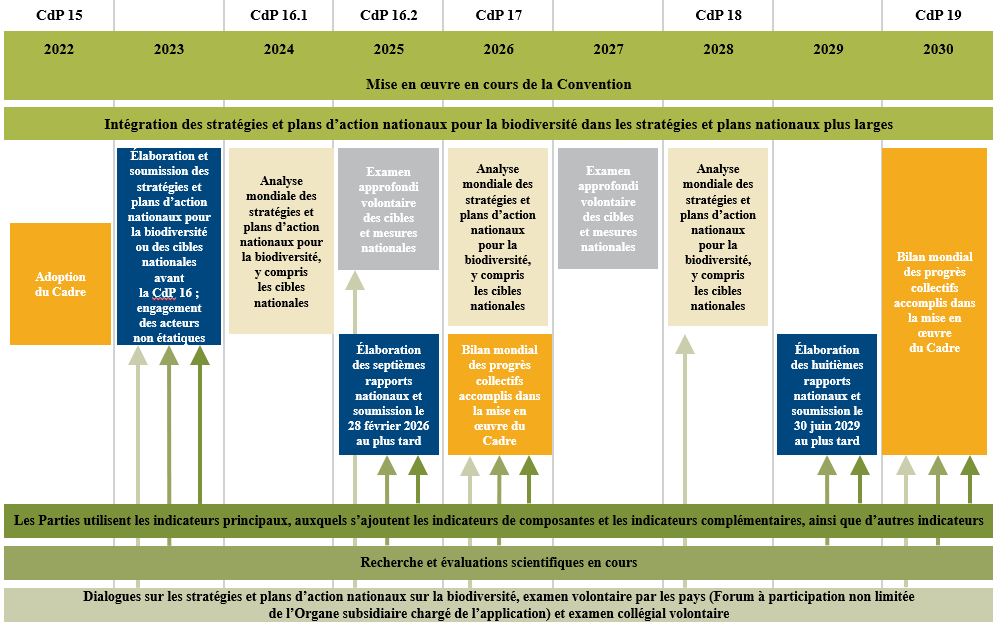 CdP 15 CdP 16.1 CdP 16.2 CdP 17 CdP 18 CdP 19
2022 2023 2024 2025 2026 2027 2028 2029 2030
Mise en œuvre en cours de la Convention
Intégration des stratégies et plans d’action nationaux pour la biodiversité dans les stratégies et plans nationaux plus larges
Adoption
du Cadre
Élaboration et
soumission des
stratégies et
plans d’action
nationaux pour
la biodiversité
ou des cibles
nationales
avant
la CdP 16 ;
engagement
des acteurs
non étatiques
Analyse
mondiale des
stratégies et
plans d’action
nationaux pour
la biodiversité,
y compris
les cibles
nationales
Examen
approfondi
volontaire
des cibles
et mesures
nationales
Élaboration
des septièmes
rapports
nationaux et
soumission le
28 février 2026
au plus tard
Analyse
mondiale des
stratégies et
plans d’action
nationaux
pour la
biodiversité,
y compris
les cibles
nationales
Bilan mondial
des progrès
collectifs
accomplis dans
la mise en
œuvre du
Cadre
Examen
approfondi
volontaire
des cibles
et mesures
nationales
Analyse
mondiale des
stratégies et
plans d’action
nationaux
pour la
biodiversité,
y compris
les cibles
nationales
Élaboration
des huitièmes
rapports
nationaux et
soumission le
30 juin 2029
au plus tard
Bilan mondial
des progrès
collectifs
accomplis dans
la mise en
œuvre
du Cadre
Les Parties utilisent les indicateurs principaux, auxquels s’ajoutent les indicateurs de composantes et les indicateurs complémentaires, ainsi que d’autres indicateurs
Recherche et évaluations scientifiques en cours
Dialogues sur les stratégies et plans d’action nationaux sur la biodiversité, examen volontaire par les pays (Forum à participation non limitée
de l’Organe subsidiaire chargé de l’application) et examen collégial volontaire